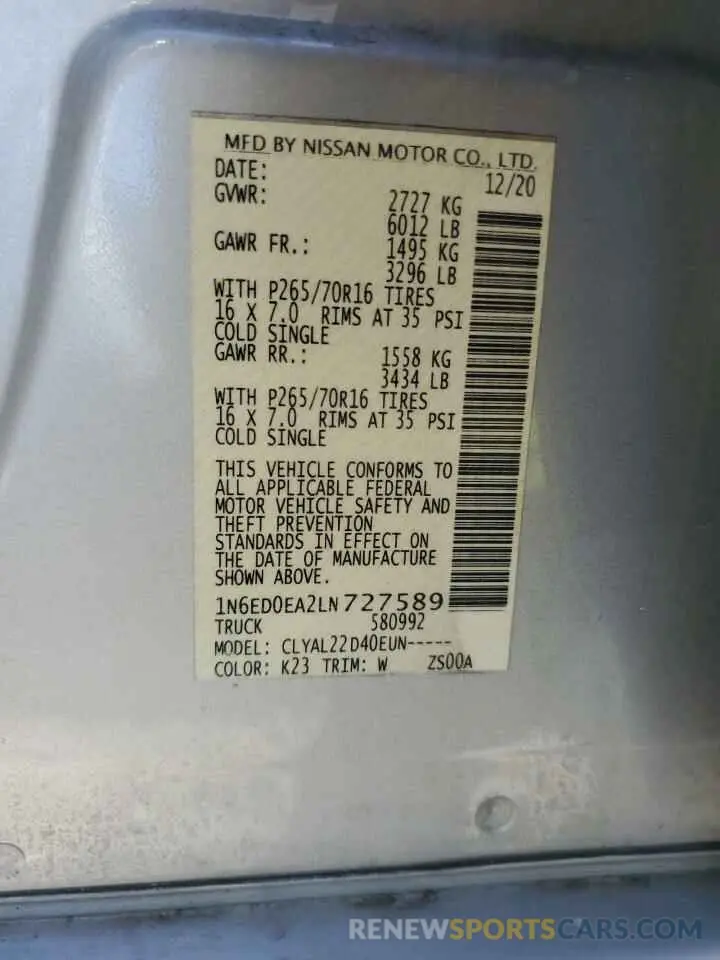 MFD BY NISSAN MOTOR CO., LTD.
DATE: 12/20
GVWR: 2727 KG
6012 LB
GAWR FR.: 1495 KG
3296 LB
WITH P265/70R16 TIRES
16 X 7.0 RIMS AT 35 PSI
COLD SINGLE
GAWR RR.: 1558 KG
3434 LB
WITH P265/70R16 TIRES
16 X 7.0 RIMS AT 35 PSI
COLD SINGLE
THIS VEHICLE CONFORMS TO
ALL APPLICABLE FEDERAL
MOTOR VEHICLE SAFETY AND
THEFT PREVENTION
STANDARDS IN EFFECT ON
THE DATE OF MANUFACTURE
SHOWN ABOVE.
1N6ED0EA2LN727589
TRUCK 580992
MODEL: CLYAL22D40EUN-----
COLOR: K23 TRIM: W ZS00A
RENEWSPORTSCARS.COM